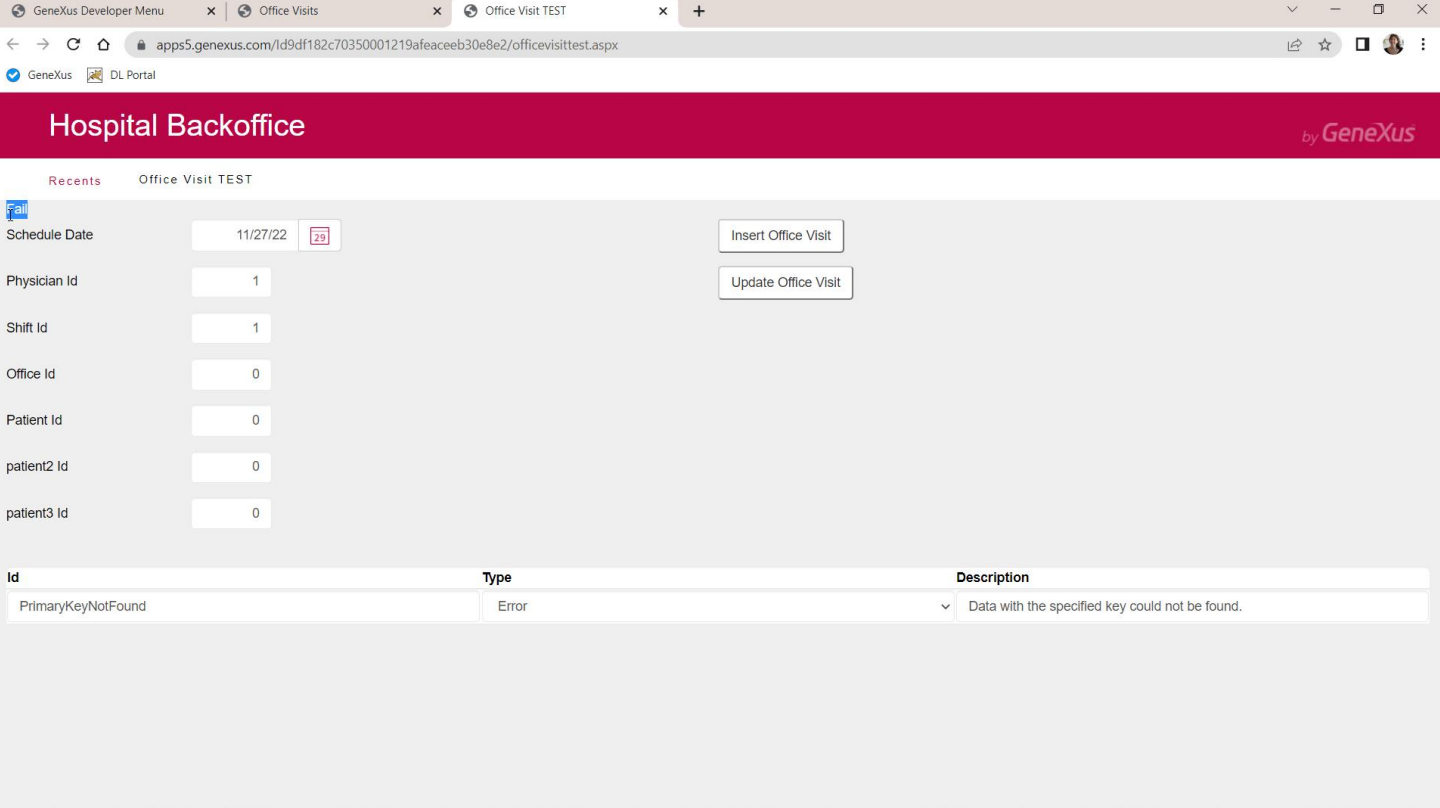 GeneXus Developer Menu
Office Visits
Office Visit TEST
apps5.genexus.com/Id9df182c70350001219afeaceeb30e8e2/officevisittest.aspx
GeneXus DL Portal
Hospital Backoffice
by GeneXus
Recents Office Visit TEST
Fail
Schedule Date 11/27/22 29 Insert Office Visit
Physician Id 1 Update Office Visit
Shift Id 1
Office Id 0
Patient Id 0
patient2 Id 0
patient3 Id 0
Id Type Description
PrimaryKeyNotFound Error Data with the specified key could not be found.